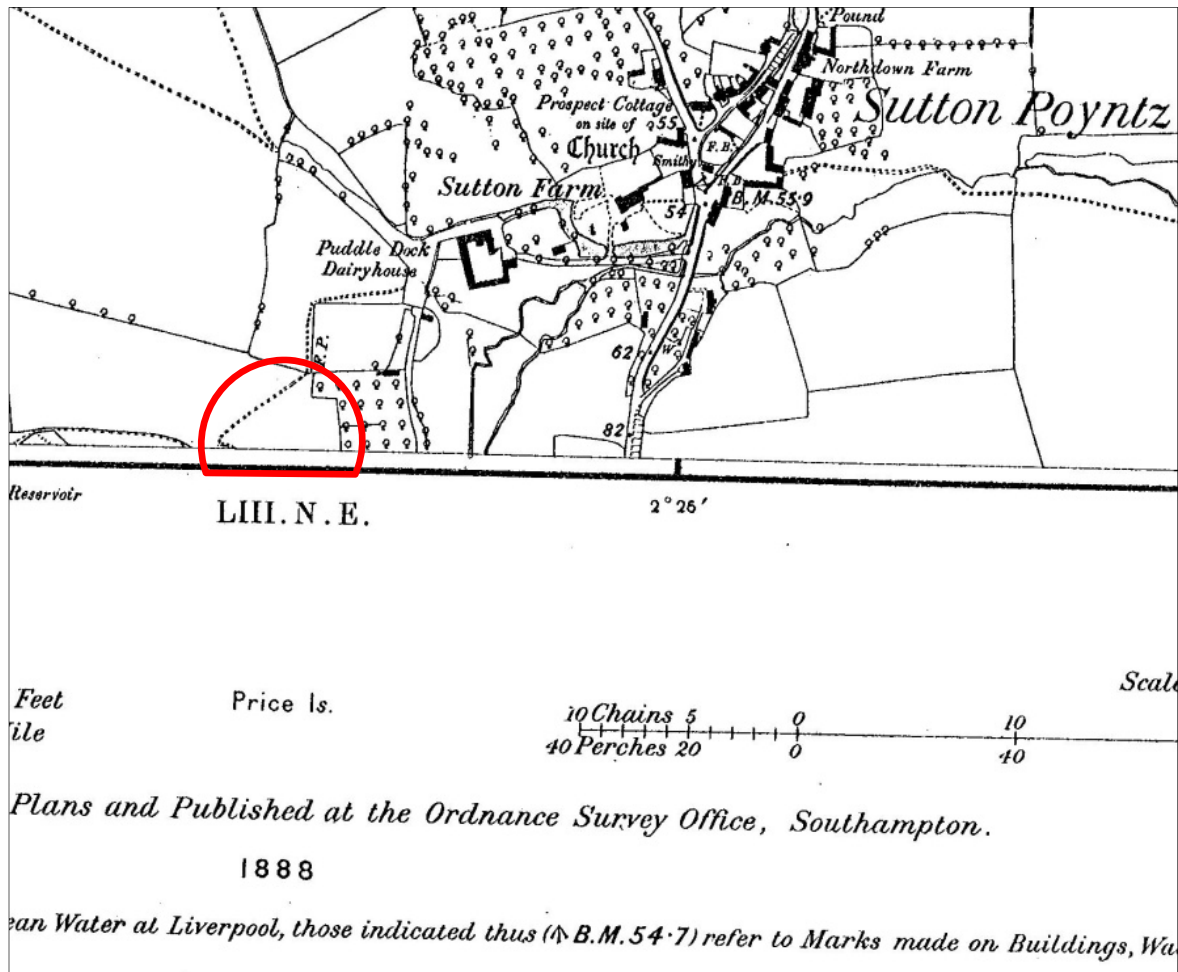 Pound
Northdown Farm
Sutton Poyntz
Prospect Cottage
on site of
Church
55
F.B.
Smithy
F.B.
B.M.55·9
Sutton Farm
54
Puddle Dock
Dairyhouse
F.P.
62
W
82
Reservoir
LIII.N.E.
2°26′
Scale
Feet
Price 1s.
10 Chains 5 0 10
40 Perches 20 0 40
Plans and Published at the Ordnance Survey Office, Southampton.
1888
ean Water at Liverpool, those indicated thus (↑ B.M.54·7) refer to Marks made on Buildings, Wa